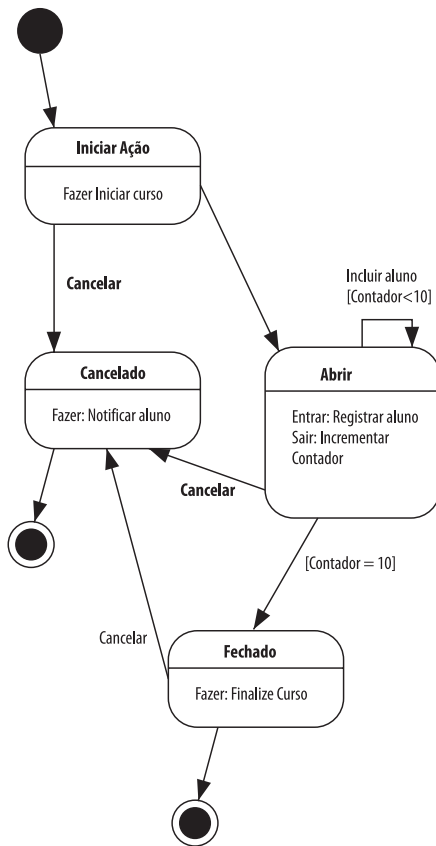 Iniciar Ação
Fazer Iniciar curso
Cancelar
Incluir aluno
[Contador<10]
Cancelado
Fazer: Notificar aluno
Abrir
Entrar: Registrar aluno
Sair: Incrementar
Contador
Cancelar
[Contador = 10]
Cancelar
Fechado
Fazer: Finalize Curso